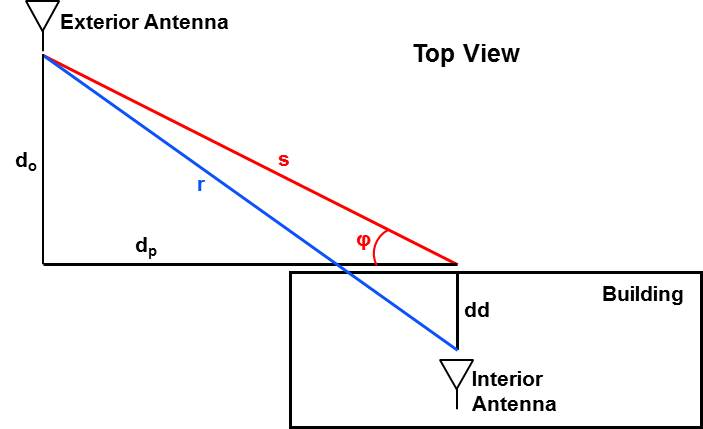 Exterior Antenna
Top View
do
s
r
φ
dp
Building
dd
Interior
Antenna